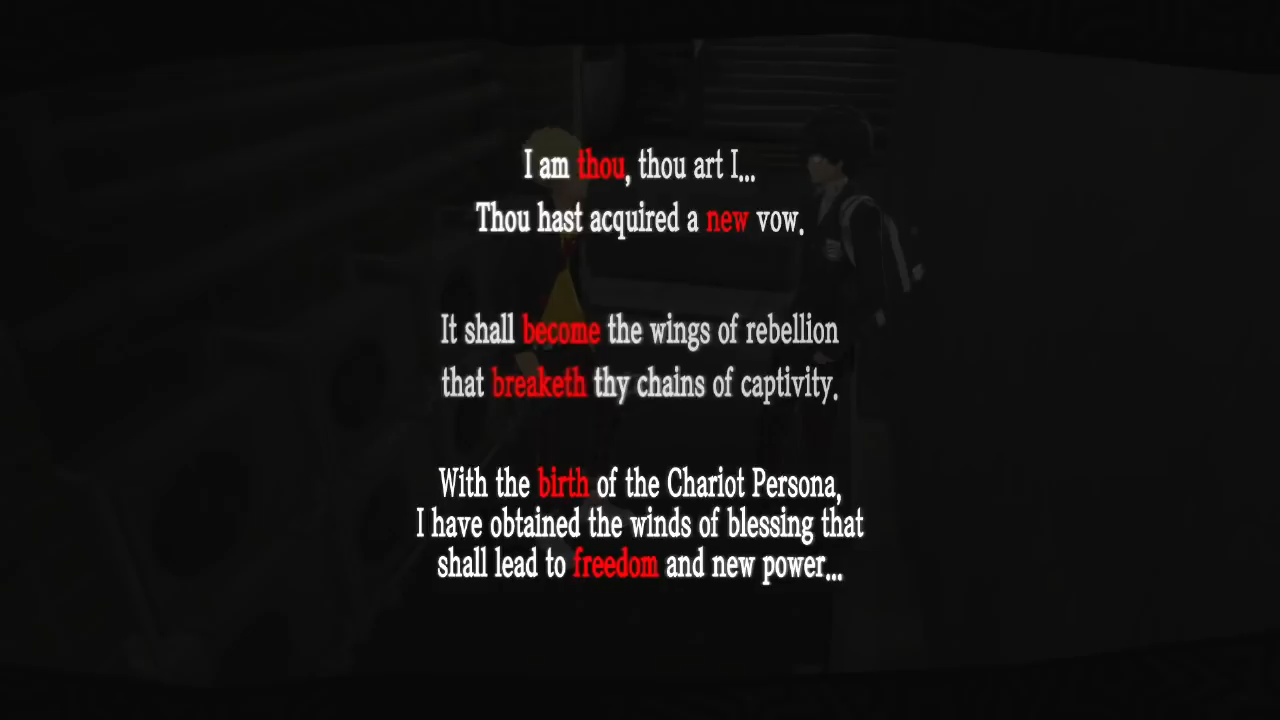 I am thou, thou art I...
Thou hast acquired a new vow.
It shall become the wings of rebellion
that breaketh thy chains of captivity.
With the birth of the Chariot Persona,
I have obtained the winds of blessing that
shall lead to freedom and new power...